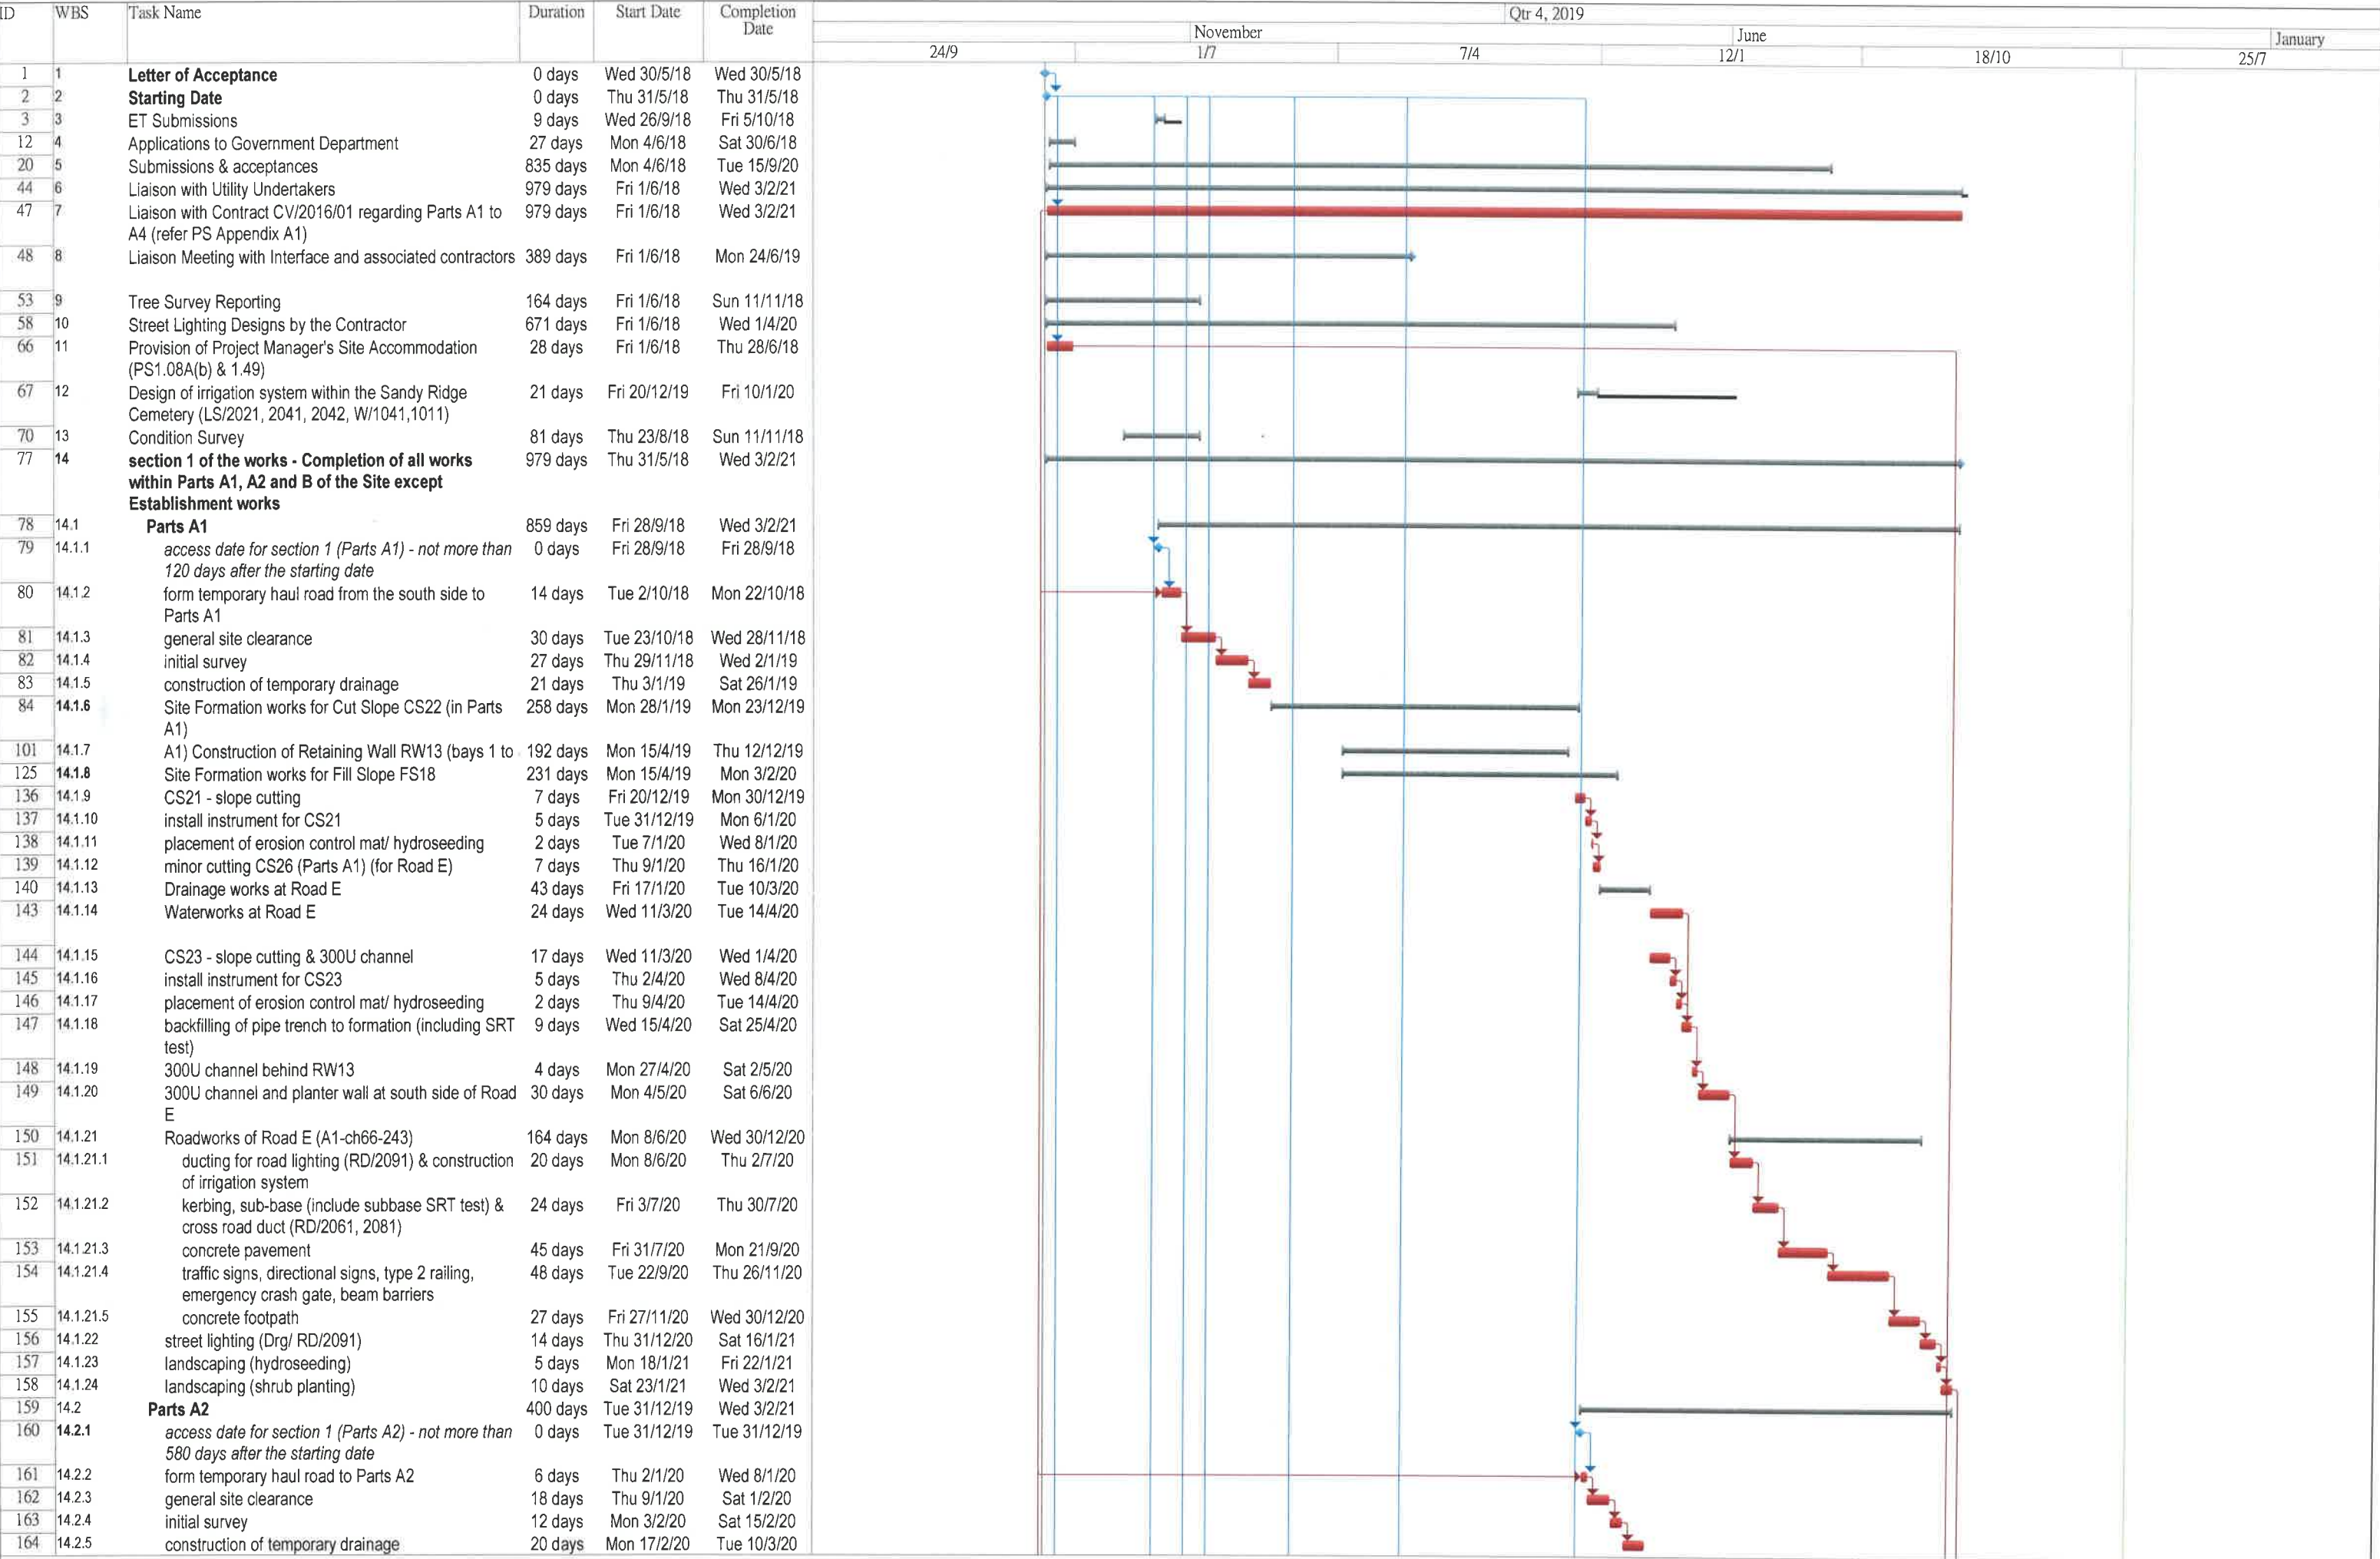 ID WBS Task Name Duration Start Date Completion
Date
Qtr 4, 2019
November June January
24/9 1/7 7/4 12/1 18/10 25/7
1 1 Letter of Acceptance 0 days Wed 30/5/18 Wed 30/5/18
2 2 Starting Date 0 days Thu 31/5/18 Thu 31/5/18
3 3 ET Submissions 9 days Wed 26/9/18 Fri 5/10/18
12 4 Applications to Government Department 27 days Mon 4/6/18 Sat 30/6/18
20 5 Submissions & acceptances 835 days Mon 4/6/18 Tue 15/9/20
44 6 Liaison with Utility Undertakers 979 days Fri 1/6/18 Wed 3/2/21
47 7 Liaison with Contract CV/2016/01 regarding Parts A1 to 979 days Fri 1/6/18 Wed 3/2/21
A4 (refer PS Appendix A1)
48 8 Liaison Meeting with Interface and associated contractors 389 days Fri 1/6/18 Mon 24/6/19
53 9 Tree Survey Reporting 164 days Fri 1/6/18 Sun 11/11/18
58 10 Street Lighting Designs by the Contractor 671 days Fri 1/6/18 Wed 1/4/20
66 11 Provision of Project Manager's Site Accommodation 28 days Fri 1/6/18 Thu 28/6/18
(PS1.08A(b) & 1.49)
67 12 Design of irrigation system within the Sandy Ridge 21 days Fri 20/12/19 Fri 10/1/20
Cemetery (LS/2021, 2041, 2042, W/1041,1011)
70 13 Condition Survey 81 days Thu 23/8/18 Sun 11/11/18
77 14 section 1 of the works - Completion of all works 979 days Thu 31/5/18 Wed 3/2/21
within Parts A1, A2 and B of the Site except
Establishment works
78 14.1 Parts A1 859 days Fri 28/9/18 Wed 3/2/21
79 14.1.1 access date for section 1 (Parts A1) - not more than 0 days Fri 28/9/18 Fri 28/9/18
120 days after the starting date
80 14.1.2 form temporary haul road from the south side to 14 days Tue 2/10/18 Mon 22/10/18
Parts A1
81 14.1.3 general site clearance 30 days Tue 23/10/18 Wed 28/11/18
82 14.1.4 initial survey 27 days Thu 29/11/18 Wed 2/1/19
83 14.1.5 construction of temporary drainage 21 days Thu 3/1/19 Sat 26/1/19
84 14.1.6 Site Formation works for Cut Slope CS22 (in Parts 258 days Mon 28/1/19 Mon 23/12/19
A1)
101 14.1.7 A1) Construction of Retaining Wall RW13 (bays 1 to 192 days Mon 15/4/19 Thu 12/12/19
125 14.1.8 Site Formation works for Fill Slope FS18 231 days Mon 15/4/19 Mon 3/2/20
136 14.1.9 CS21 - slope cutting 7 days Fri 20/12/19 Mon 30/12/19
137 14.1.10 install instrument for CS21 5 days Tue 31/12/19 Mon 6/1/20
138 14.1.11 placement of erosion control mat/ hydroseeding 2 days Tue 7/1/20 Wed 8/1/20
139 14.1.12 minor cutting CS26 (Parts A1) (for Road E) 7 days Thu 9/1/20 Thu 16/1/20
140 14.1.13 Drainage works at Road E 43 days Fri 17/1/20 Tue 10/3/20
143 14.1.14 Waterworks at Road E 24 days Wed 11/3/20 Tue 14/4/20
144 14.1.15 CS23 - slope cutting & 300U channel 17 days Wed 11/3/20 Wed 1/4/20
145 14.1.16 install instrument for CS23 5 days Thu 2/4/20 Wed 8/4/20
146 14.1.17 placement of erosion control mat/ hydroseeding 2 days Thu 9/4/20 Tue 14/4/20
147 14.1.18 backfilling of pipe trench to formation (including SRT 9 days Wed 15/4/20 Sat 25/4/20
test)
148 14.1.19 300U channel behind RW13 4 days Mon 27/4/20 Sat 2/5/20
149 14.1.20 300U channel and planter wall at south side of Road 30 days Mon 4/5/20 Sat 6/6/20
E
150 14.1.21 Roadworks of Road E (A1-ch66-243) 164 days Mon 8/6/20 Wed 30/12/20
151 14.1.21.1 ducting for road lighting (RD/2091) & construction 20 days Mon 8/6/20 Thu 2/7/20
of irrigation system
152 14.1.21.2 kerbing, sub-base (include subbase SRT test) & 24 days Fri 3/7/20 Thu 30/7/20
cross road duct (RD/2061, 2081)
153 14.1.21.3 concrete pavement 45 days Fri 31/7/20 Mon 21/9/20
154 14.1.21.4 traffic signs, directional signs, type 2 railing, 48 days Tue 22/9/20 Thu 26/11/20
emergency crash gate, beam barriers
155 14.1.21.5 concrete footpath 27 days Fri 27/11/20 Wed 30/12/20
156 14.1.22 street lighting (Drg/ RD/2091) 14 days Thu 31/12/20 Sat 16/1/21
157 14.1.23 landscaping (hydroseeding) 5 days Mon 18/1/21 Fri 22/1/21
158 14.1.24 landscaping (shrub planting) 10 days Sat 23/1/21 Wed 3/2/21
159 14.2 Parts A2 400 days Tue 31/12/19 Wed 3/2/21
160 14.2.1 access date for section 1 (Parts A2) - not more than 0 days Tue 31/12/19 Tue 31/12/19
580 days after the starting date
161 14.2.2 form temporary haul road to Parts A2 6 days Thu 2/1/20 Wed 8/1/20
162 14.2.3 general site clearance 18 days Thu 9/1/20 Sat 1/2/20
163 14.2.4 initial survey 12 days Mon 3/2/20 Sat 15/2/20
164 14.2.5 construction of temporary drainage 20 days Mon 17/2/20 Tue 10/3/20